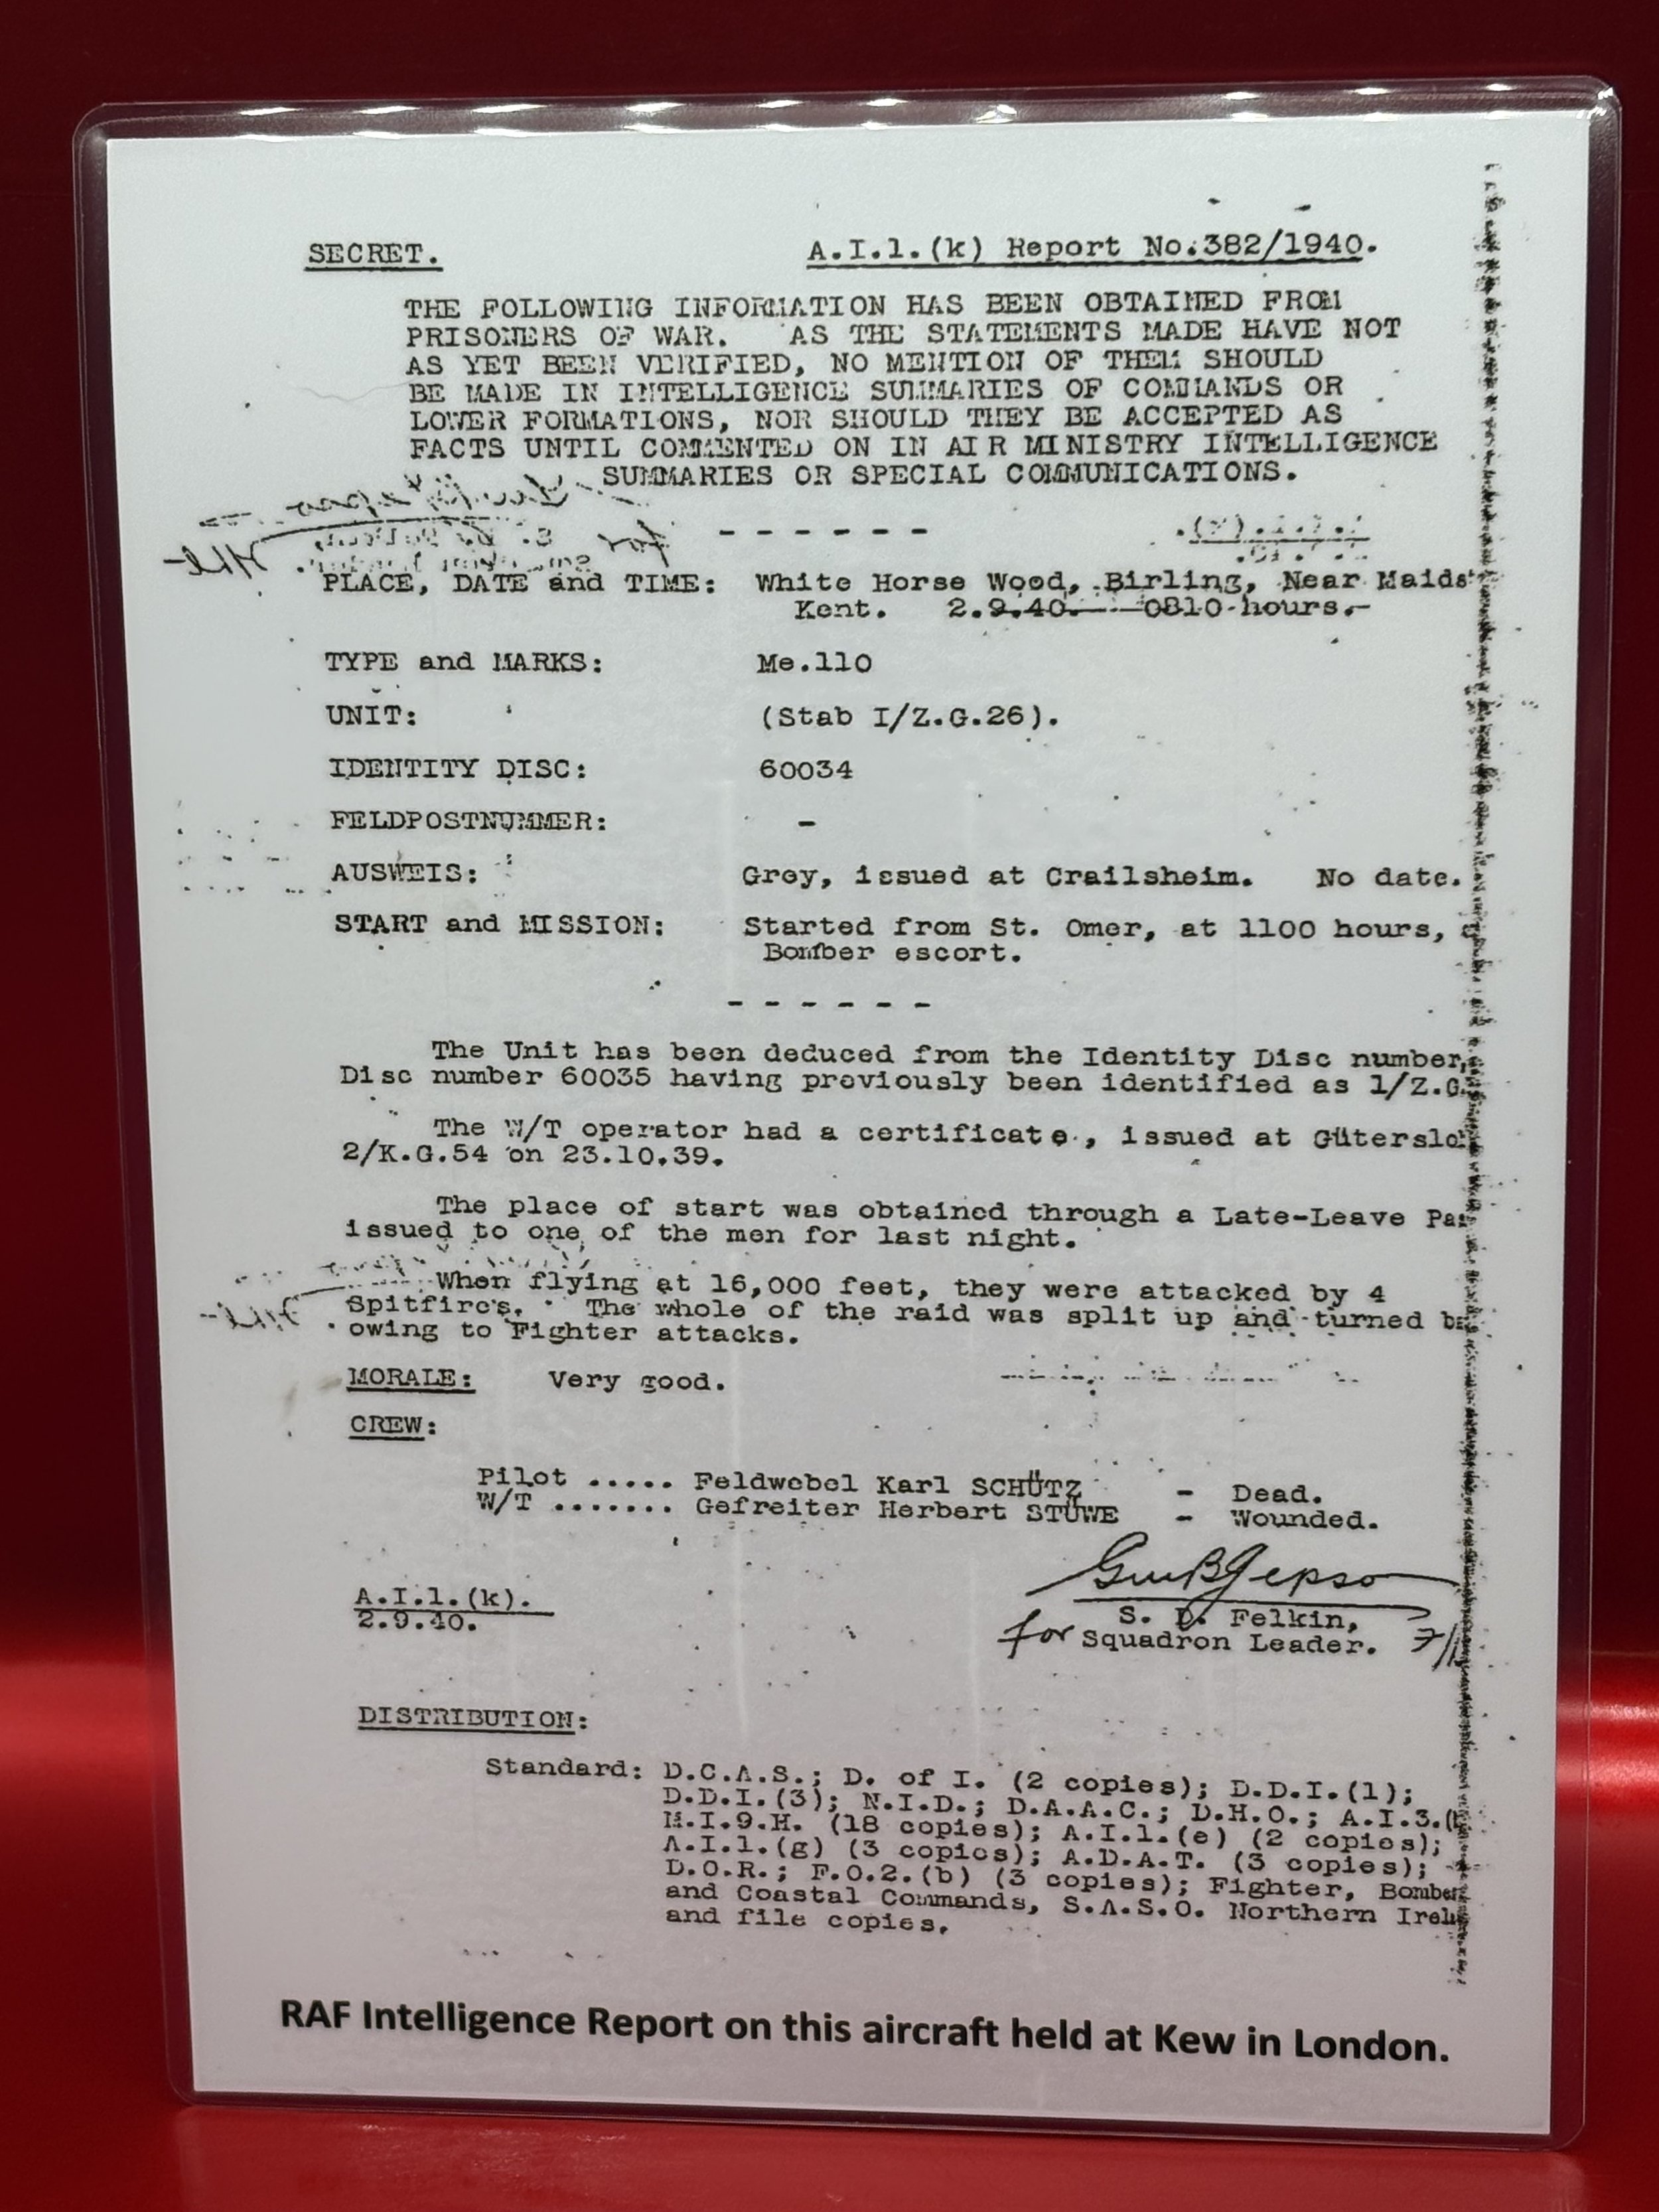 SECRET. A.I.1.(k) Report No.382/1940.
THE FOLLOWING INFORMATION HAS BEEN OBTAINED FROM
PRISONERS OF WAR. AS THE STATEMENTS MADE HAVE NOT
AS YET BEEN VERIFIED, NO MENTION OF THEM SHOULD
BE MADE IN INTELLIGENCE SUMMARIES OF COMMANDS OR
LOWER FORMATIONS, NOR SHOULD THEY BE ACCEPTED AS
FACTS UNTIL COMMENTED ON IN AIR MINISTRY INTELLIGENCE
SUMMARIES OR SPECIAL COMMUNICATIONS.
- - - - - -
PLACE, DATE and TIME: White Horse Wood, Birling, Near Maids
Kent. 2.9.40. 0810 hours.
TYPE and MARKS: Me.110
UNIT: (Stab I/Z.G.26).
IDENTITY DISC: 60034
FELDPOSTNUMMER: -
AUSWEIS: Grey, issued at Crailsheim. No date.
START and MISSION: Started from St. Omer, at 1100 hours,
Bomber escort.
- - - - - -
The Unit has been deduced from the Identity Disc number,
Disc number 60035 having previously been identified as 1/Z.G.
The W/T operator had a certificate, issued at Güterslo
2/K.G.54 on 23.10.39.
The place of start was obtained through a Late-Leave Pa
issued to one of the men for last night.
When flying at 16,000 feet, they were attacked by 4
Spitfires. The whole of the raid was split up and turned b
owing to Fighter attacks.
MORALE: Very good.
CREW:
Pilot ..... Feldwebel Karl SCHÜTZ - Dead.
W/T ....... Gefreiter Herbert STÜWE - Wounded.
A.I.1.(k).
2.9.40.
S. D. Felkin,
for Squadron Leader.
DISTRIBUTION:
Standard: D.C.A.S.; D. of I. (2 copies); D.D.I.(1);
D.D.I.(3); N.I.D.; D.A.A.C.; D.H.O.; A.I.3.(
M.I.9.H. (18 copies); A.I.1.(e) (2 copies);
A.I.1.(g) (3 copies); A.D.A.T. (3 copies);
D.O.R.; F.O.2.(b) (3 copies); Fighter, Bomber
and Coastal Commands, S.A.S.O. Northern Irel
and file copies.
RAF Intelligence Report on this aircraft held at Kew in London.